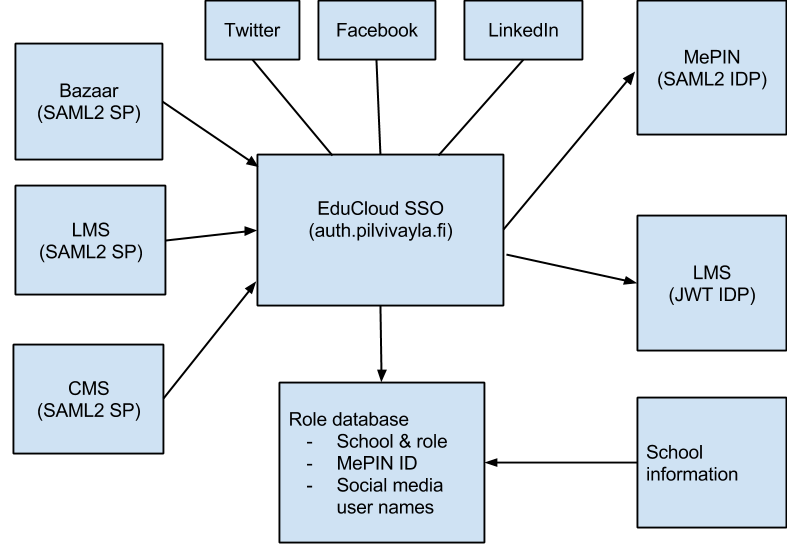 Twitter
Facebook
LinkedIn
Bazaar
(SAML2 SP)
MePIN
(SAML2 IDP)
LMS
(SAML2 SP)
EduCloud SSO
(auth.pilvivayla.fi)
LMS
(JWT IDP)
CMS
(SAML2 SP)
Role database
- School & role
- MePIN ID
- Social media
user names
School
information